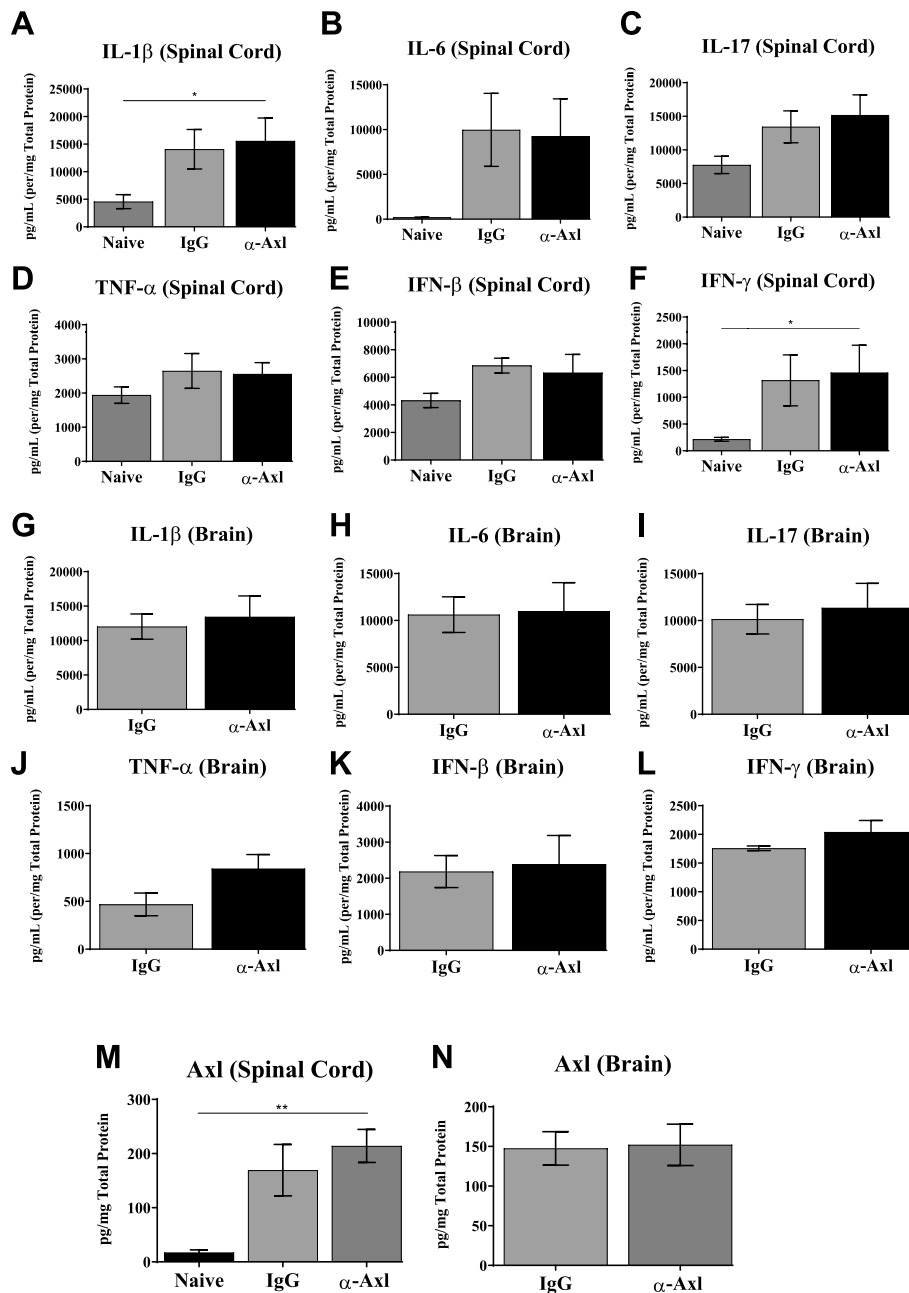 A
IL-1β (Spinal Cord)
pg/mL (per/mg Total Protein)
25000
20000
15000
10000
5000
0
*
Naive IgG α-Axl
B
IL-6 (Spinal Cord)
pg/mL (per/mg Total Protein)
15000
10000
5000
0
Naive IgG α-Axl
C
IL-17 (Spinal Cord)
pg/mL (per/mg Total Protein)
20000
15000
10000
5000
0
Naive IgG α-Axl
D
TNF-α (Spinal Cord)
pg/mL (per/mg Total Protein)
4000
3000
2000
1000
0
Naive IgG α-Axl
E
IFN-β (Spinal Cord)
pg/mL (per/mg Total Protein)
10000
8000
6000
4000
2000
0
Naive IgG α-Axl
F
IFN-γ (Spinal Cord)
pg/mL (per/mg Total Protein)
2500
2000
1500
1000
500
0
*
Naive IgG α-Axl
G
IL-1β (Brain)
pg/mL (per/mg Total Protein)
20000
17500
15000
12500
10000
7500
5000
2500
0
IgG α-Axl
H
IL-6 (Brain)
pg/mL (per/mg Total Protein)
15000
10000
5000
0
IgG α-Axl
I
IL-17 (Brain)
pg/mL (per/mg Total Protein)
15000
10000
5000
0
IgG α-Axl
J
TNF-α (Brain)
pg/mL (per/mg Total Protein)
1500
1000
500
0
IgG α-Axl
K
IFN-β (Brain)
pg/mL (per/mg Total Protein)
4000
3000
2000
1000
0
IgG α-Axl
L
IFN-γ (Brain)
pg/mL (per/mg Total Protein)
2500
2000
1500
1000
500
0
IgG α-Axl
M
Axl (Spinal Cord)
pg/mg Total Protein
300
200
100
0
**
Naive IgG α-Axl
N
Axl (Brain)
pg/mg Total Protein
200
150
100
50
0
IgG α-Axl